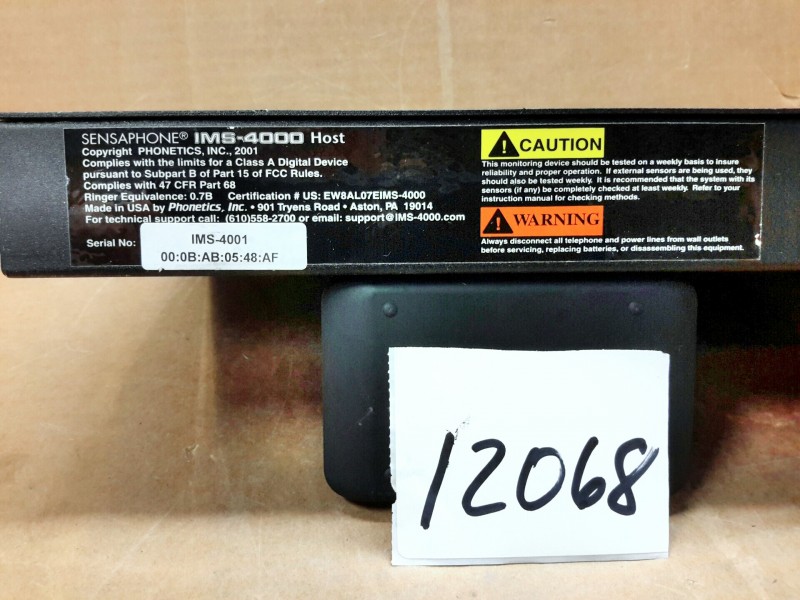 SENSAPHONE® IMS-4000 Host
Copyright PHONETICS, INC., 2001
Complies with the limits for a Class A Digital Device
pursuant to Subpart B of Part 15 of FCC Rules.
Complies with 47 CFR Part 68
Ringer Equivalence: 0.7B Certification # US: EW8AL07EIMS-4000
Made in USA by Phonetics, Inc. • 901 Tryens Road • Aston, PA 19014
For technical support call: (610)558-2700 or email: support@IMS-4000.com
Serial No: IMS-4001
00:0B:AB:05:48:AF
CAUTION
This monitoring device should be tested on a weekly basis to insure
reliability and proper operation. If external sensors are being used, they
should also be tested weekly. It is recommended that the system with its
sensors (if any) be completely checked at least weekly. Refer to your
instruction manual for checking methods.
WARNING
Always disconnect all telephone and power lines from wall outlets
before servicing, replacing batteries, or disassembling this equipment.
12068